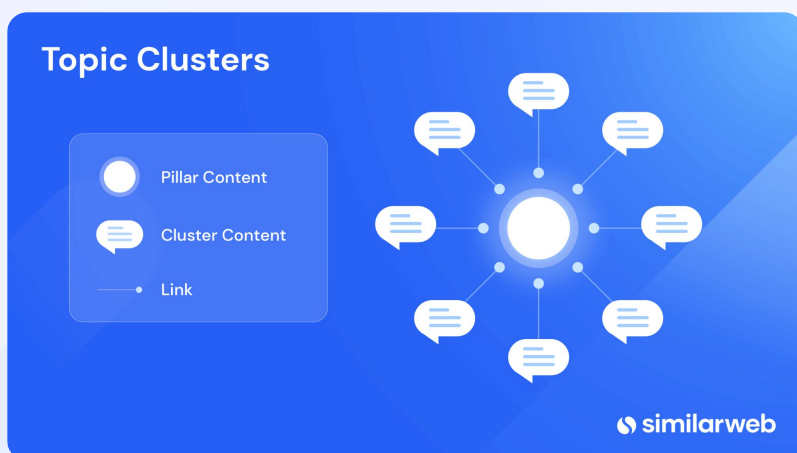 Topic Clusters
Pillar Content
Cluster Content
Link
similarweb